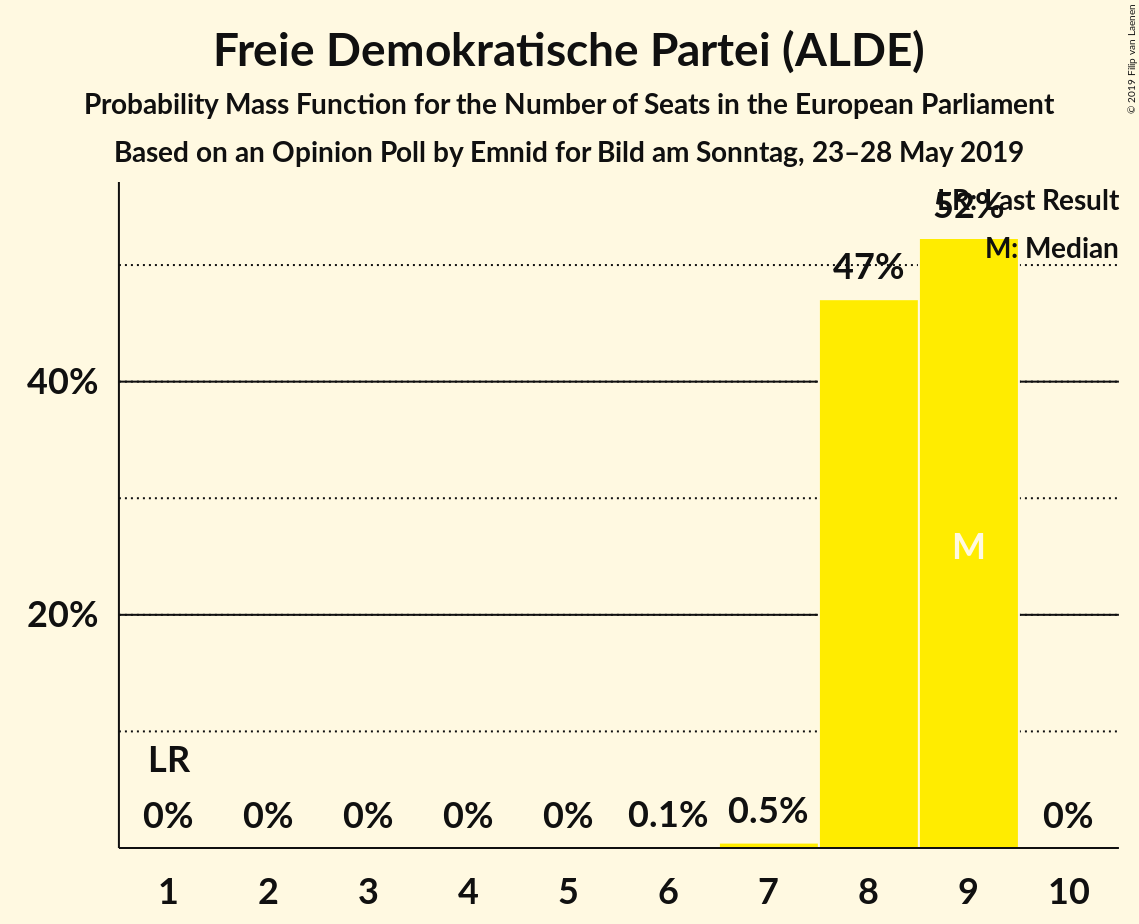 Freie Demokratische Partei (ALDE)
Probability Mass Function for the Number of Seats in the European Parliament
Based on an Opinion Poll by Emnid for Bild am Sonntag, 23–28 May 2019
© 2019 Filip van Laenen
LR: Last Result
M: Median
52%
47%
40%
M
20%
LR
0% 0% 0% 0% 0% 0.1% 0.5% 0%
1 2 3 4 5 6 7 8 9 10